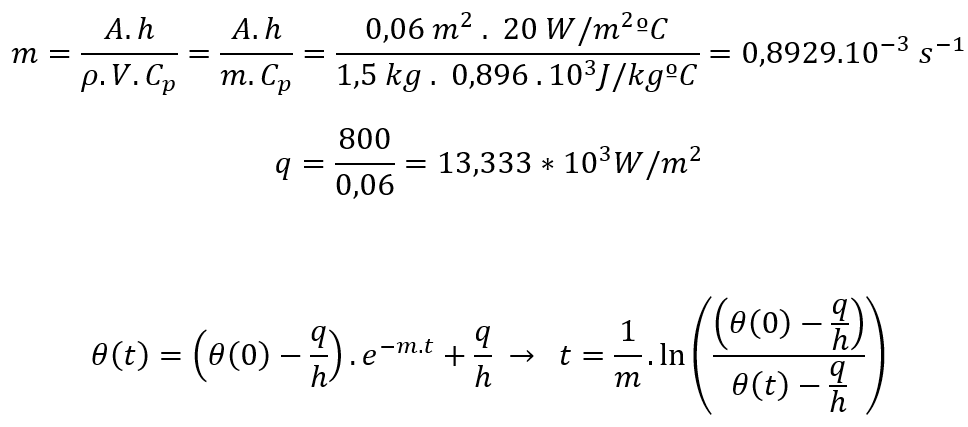 m = A.h / ρ.V.C_p = A.h / m.C_p = 0,06 m² . 20 W/m²ºC / 1,5 kg . 0,896 . 10³J/kgºC = 0,8929.10⁻³ s⁻¹
q = 800 / 0,06 = 13,333 * 10³W/m²
θ(t) = (θ(0) − q/h) . e^(−m.t) + q/h → t = 1/m . ln ((θ(0) − q/h) / θ(t) − q/h)